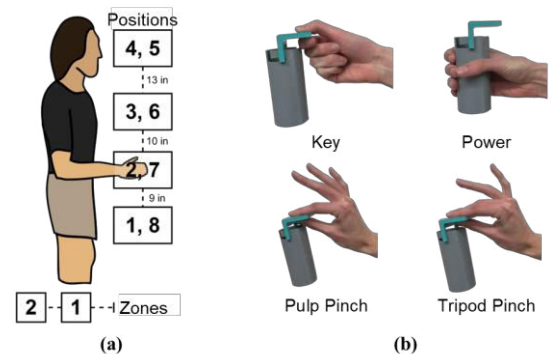 Positions
4, 5
13 in
3, 6
10 in
2, 7
9 in
1, 8
2
1
Zones
(a)
Key
Power
Pulp Pinch
Tripod Pinch
(b)